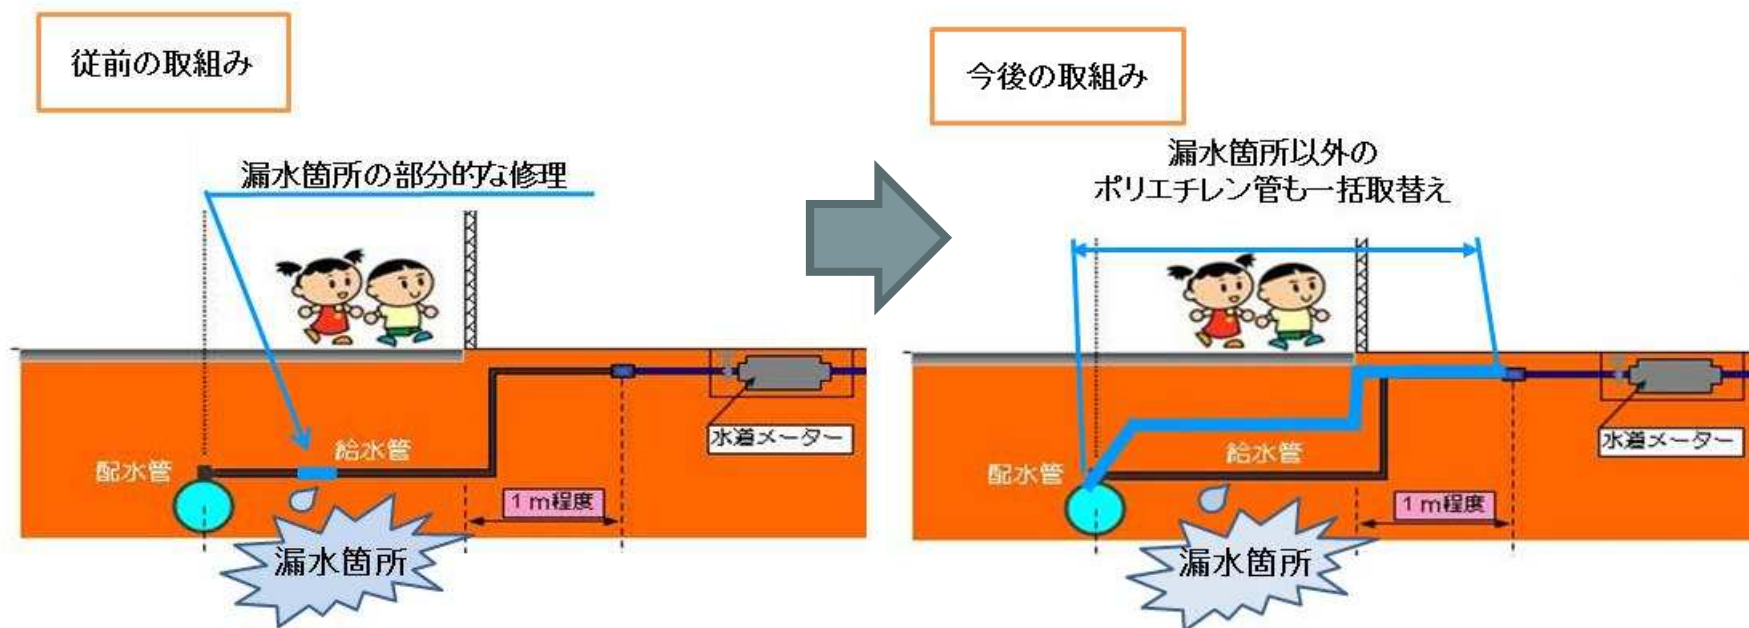 従前の取組み
漏水箇所の部分的な修理
水道メーター
給水管
配水管
1m程度
漏水箇所
今後の取組み
漏水箇所以外の
ポリエチレン管も一括取替え
水道メーター
給水管
配水管
1m程度
漏水箇所